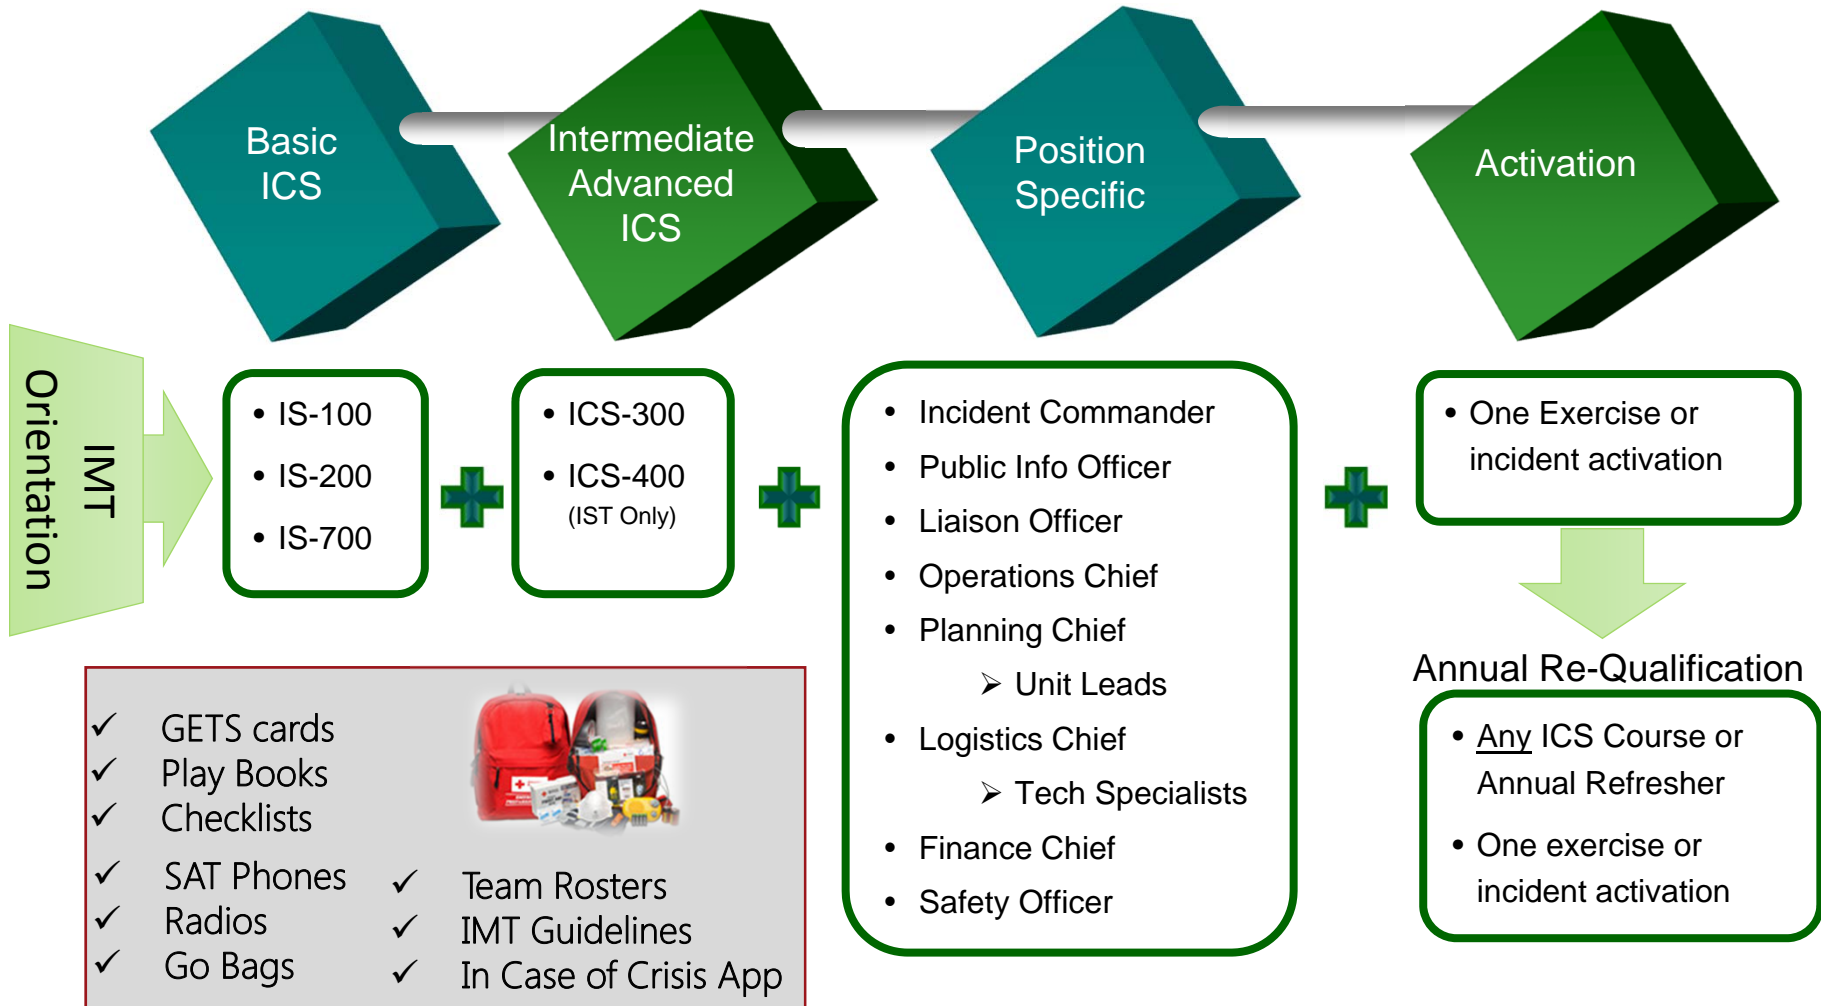 Basic
ICS
Intermediate
Advanced
ICS
Position
Specific
Activation
IMT
Orientation
• IS-100
• IS-200
• IS-700
• ICS-300
• ICS-400
(IST Only)
• Incident Commander
• Public Info Officer
• Liaison Officer
• Operations Chief
• Planning Chief
➢ Unit Leads
• Logistics Chief
➢ Tech Specialists
• Finance Chief
• Safety Officer
• One Exercise or
incident activation
Annual Re-Qualification
• Any ICS Course or
Annual Refresher
• One exercise or
incident activation
✓ GETS cards
✓ Play Books
✓ Checklists
✓ SAT Phones
✓ Radios
✓ Go Bags
✓ Team Rosters
✓ IMT Guidelines
✓ In Case of Crisis App